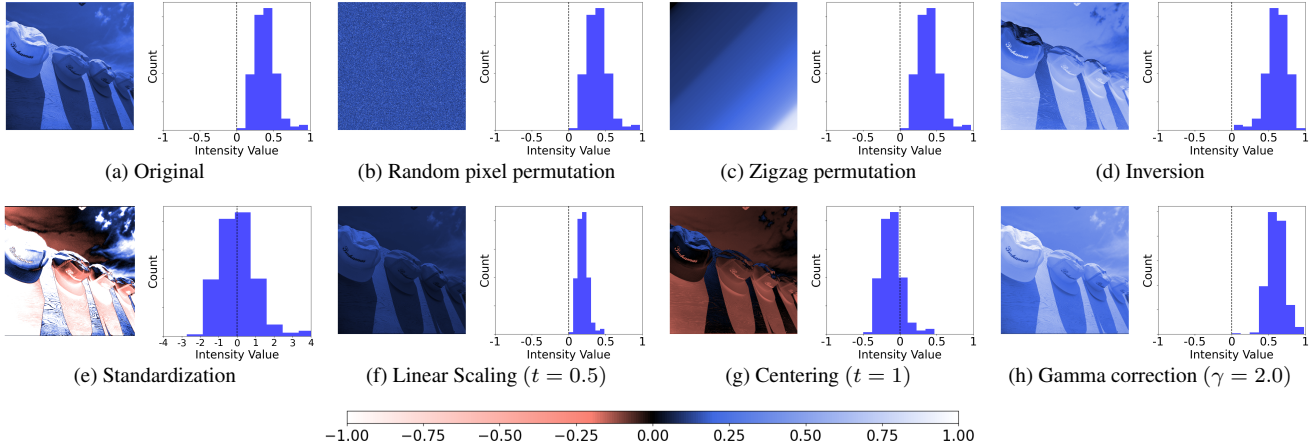 Count
-1 -0.5 0 0.5 1
Intensity Value
(a) Original
Count
-1 -0.5 0 0.5 1
Intensity Value
(b) Random pixel permutation
Count
-1 -0.5 0 0.5 1
Intensity Value
(c) Zigzag permutation
Count
-1 -0.5 0 0.5 1
Intensity Value
(d) Inversion
Count
-4 -3 -2 -1 0 1 2 3 4
Intensity Value
(e) Standardization
Count
-1 -0.5 0 0.5 1
Intensity Value
(f) Linear Scaling (t = 0.5)
Count
-1 -0.5 0 0.5 1
Intensity Value
(g) Centering (t = 1)
Count
-1 -0.5 0 0.5 1
Intensity Value
(h) Gamma correction (γ = 2.0)
−1.00 −0.75 −0.50 −0.25 0.00 0.25 0.50 0.75 1.00